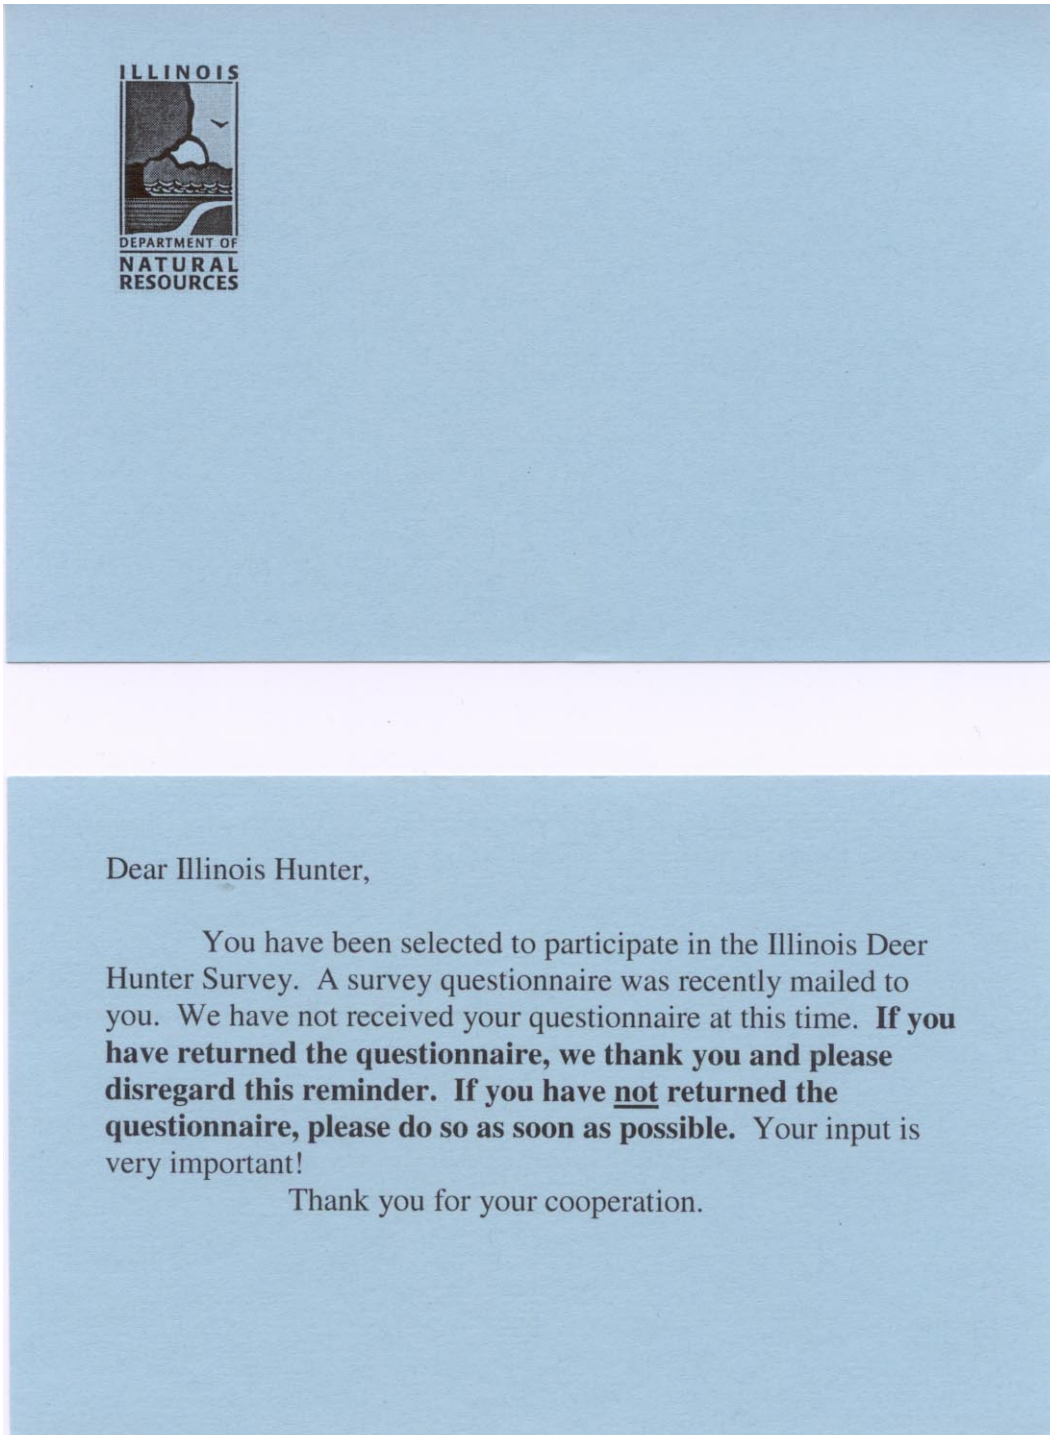 ILLINOIS
DEPARTMENT OF
NATURAL
RESOURCES
Dear Illinois Hunter,
You have been selected to participate in the Illinois Deer
Hunter Survey.  A survey questionnaire was recently mailed to
you.  We have not received your questionnaire at this time.  If you
have returned the questionnaire, we thank you and please
disregard this reminder.  If you have not returned the
questionnaire, please do so as soon as possible.  Your input is
very important!
Thank you for your cooperation.